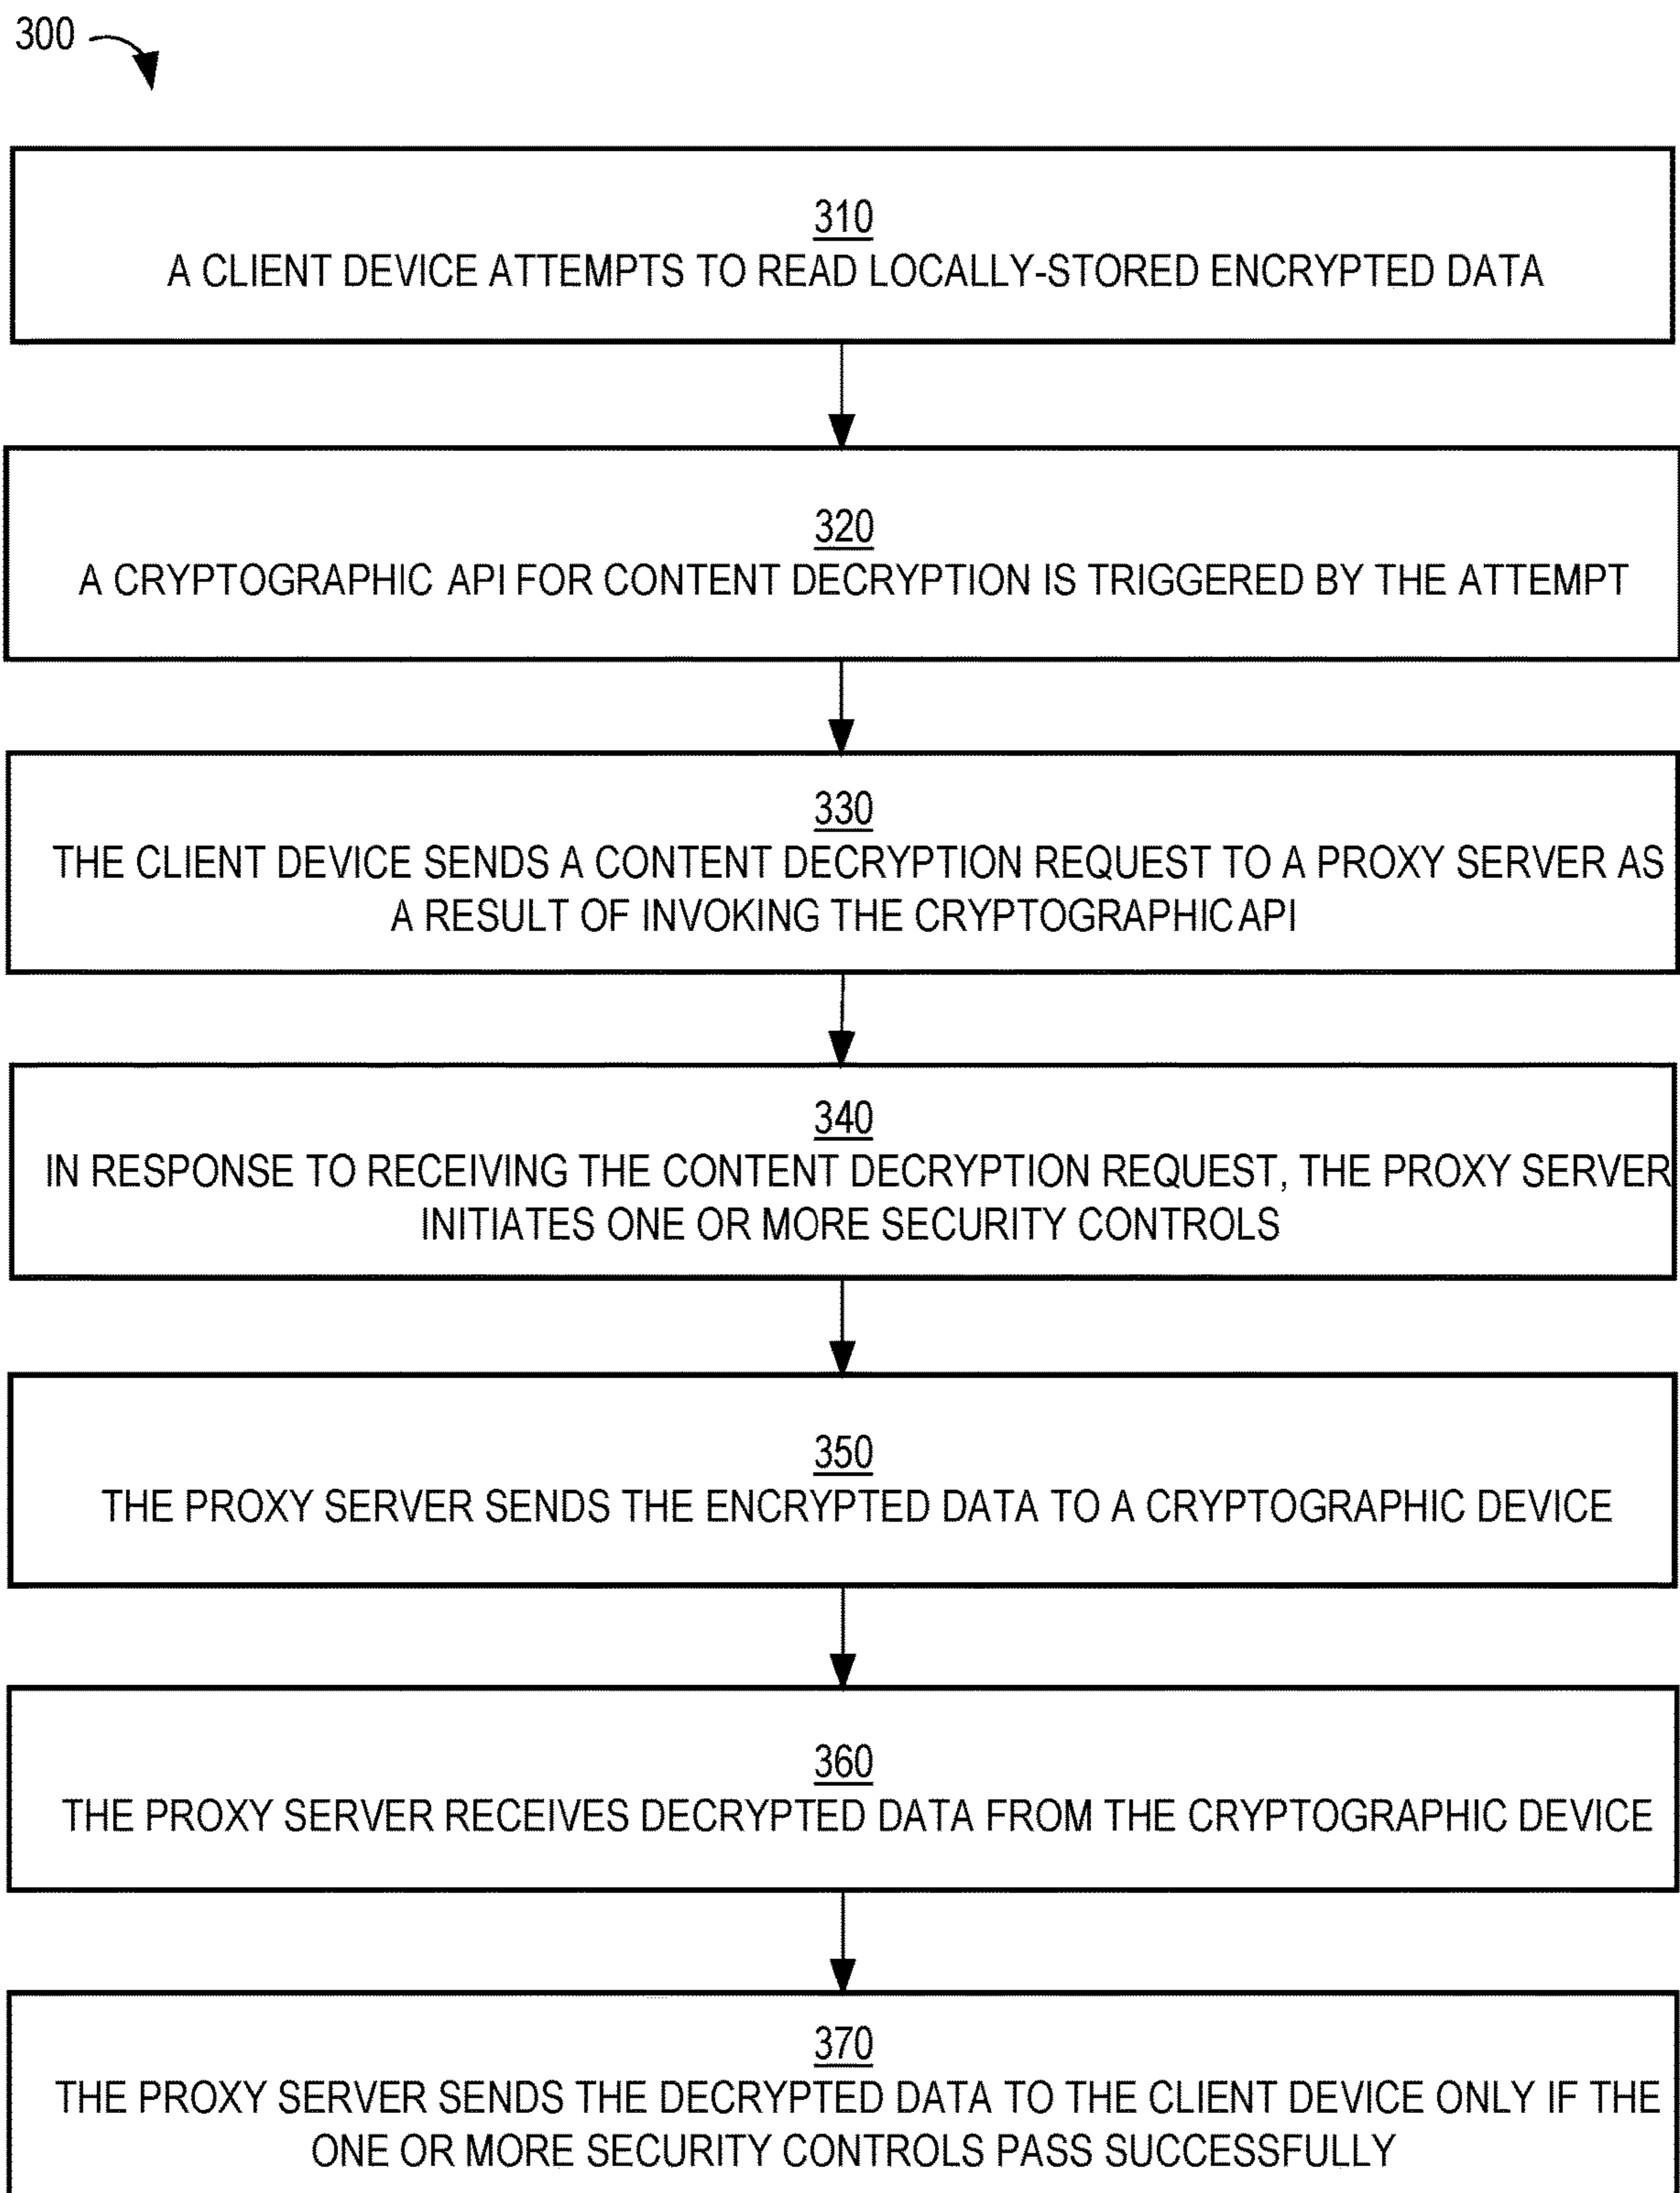 300
310
A CLIENT DEVICE ATTEMPTS TO READ LOCALLY-STORED ENCRYPTED DATA
320
A CRYPTOGRAPHIC API FOR CONTENT DECRYPTION IS TRIGGERED BY THE ATTEMPT
330
THE CLIENT DEVICE SENDS A CONTENT DECRYPTION REQUEST TO A PROXY SERVER AS
A RESULT OF INVOKING THE CRYPTOGRAPHIC API
340
IN RESPONSE TO RECEIVING THE CONTENT DECRYPTION REQUEST, THE PROXY SERVER
INITIATES ONE OR MORE SECURITY CONTROLS
350
THE PROXY SERVER SENDS THE ENCRYPTED DATA TO A CRYPTOGRAPHIC DEVICE
360
THE PROXY SERVER RECEIVES DECRYPTED DATA FROM THE CRYPTOGRAPHIC DEVICE
370
THE PROXY SERVER SENDS THE DECRYPTED DATA TO THE CLIENT DEVICE ONLY IF THE
ONE OR MORE SECURITY CONTROLS PASS SUCCESSFULLY